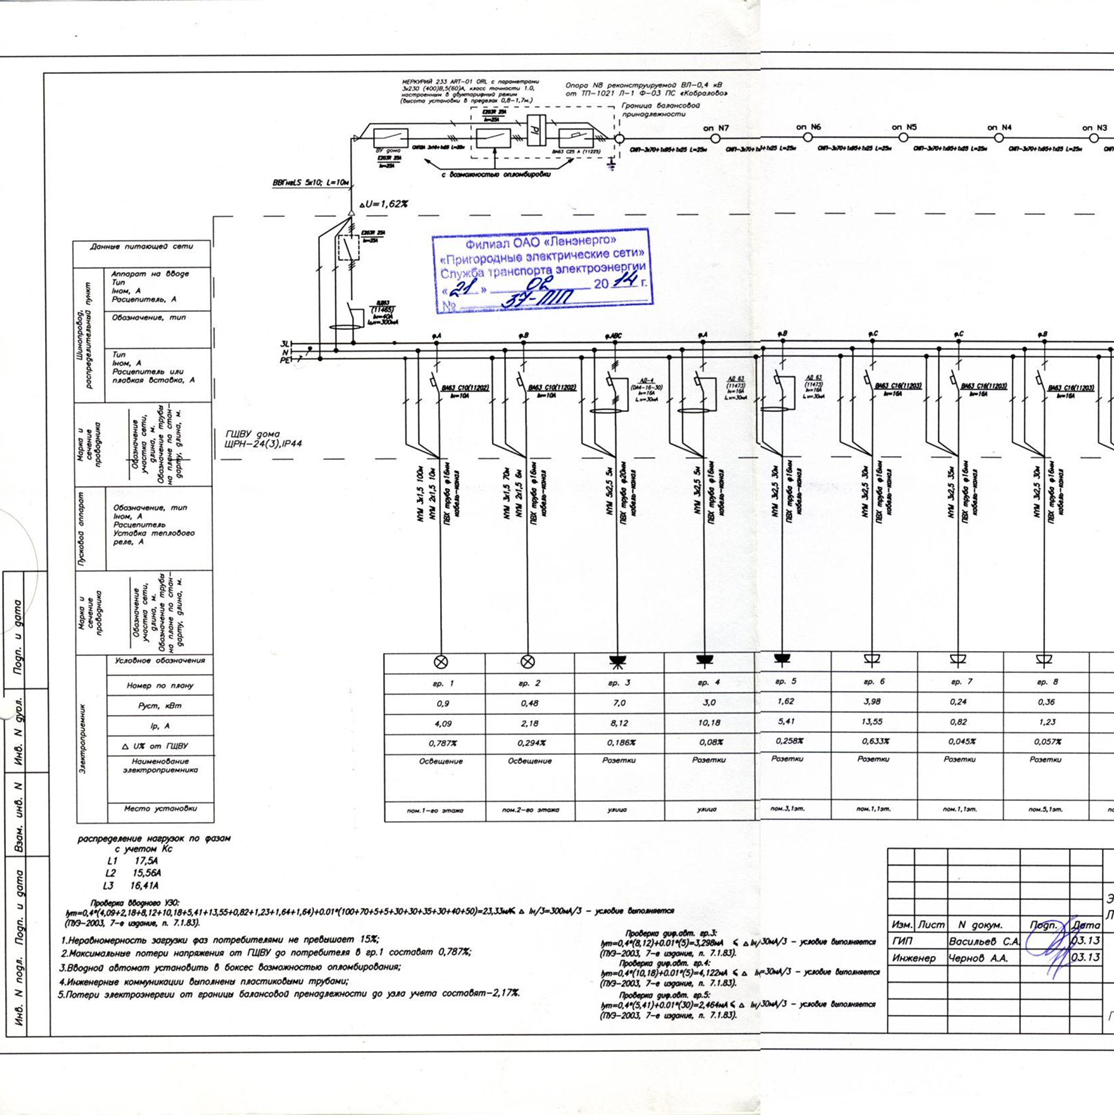 МЕРКУРИЙ 233 ART-01 ORL с параметрами
3х230 (400)В,5(60)А, класс точности 1.0,
настроенным в двухтарифный режим
(высота установки в пределах 0,8-1,7м.)
Опора N8 реконструируемой ВЛ-0,4 кВ
от ТП-1021 Л-1 Ф-03 ПС «Кобралово»
Граница балансовой
принадлежности
оп N7
оп N6
оп N5
оп N4
оп N3
PI
ВУ дома
ВА63 С25 А (11225)
с возможностью опломбировки
ВВГнгLS 5х10; L=10м
△U=1,62%
Филиал ОАО «Ленэнерго»
«Пригородные электрические сети»
Служба транспорта электроэнергии
« 21 » 02 2014 г.
№ 37-ПТП
Данные питающей сети
Шинопровод,
распределительный пункт
Аппарат на вводе
Тип
Iном, А
Расцепитель, А
Обозначение, тип
Тип
Iном, А
Расцепитель или
плавкая вставка, А
Марка и
сечение
проводника
Обозначение
участка сети,
длина, м.
Обозначение трубы
на плане по стан-
дарту, длина, м.
Пусковой аппарат
Обозначение, тип
Iном, А
Расцепитель
Уставка теплового
реле, А
Марка и
сечение
проводника
Обозначение
участка сети,
длина, м.
Обозначение трубы
на плане по стан-
дарту, длина, м.
Электроприемник
Условное обозначения
Номер по плану
Руст, кВт
Iр, А
△ U% от ГЩВУ
Наименование
электроприемника
Место установки
3L
N
PE
ф.А
ф.В
ф.АВС
ф.А
ф.В
ф.С
ф.С
ф.В
ВА63 С10(11202)
Iн=10А
ВА63 С10(11202)
Iн=10А
ВА63 С16(11203)
Iн=16А
ВА63 С16(11203)
Iн=16А
ВА63 С16(11203)
Iн=16А
ГЩВУ дома
ЩРН-24(3),IP44
NYM 3х1,5 100м
NYM 2х1,5 10м
ПВХ труба ф16мм
кабель-канал
NYM 3х1,5 70м
NYM 2х1,5 6м
ПВХ труба ф16мм
кабель-канал
NYM 5х2,5 5м
ПВХ труба ф20мм
кабель-канал
NYM 3х2,5 5м
ПВХ труба ф16мм
кабель-канал
NYM 3х2,5 30м
ПВХ труба ф16мм
кабель-канал
NYM 3х2,5 30м
ПВХ труба ф16мм
кабель-канал
NYM 3х2,5 35м
ПВХ труба ф16мм
кабель-канал
NYM 3х2,5 30м
ПВХ труба ф16мм
кабель-канал
гр. 1 гр. 2 гр. 3 гр. 4 гр. 5 гр. 6 гр. 7 гр. 8
0,9 0,48 7,0 3,0 1,62 3,98 0,24 0,36
4,09 2,18 8,12 10,18 5,41 13,55 0,82 1,23
0,787% 0,294% 0,186% 0,08% 0,258% 0,633% 0,045% 0,057%
Освещение Освещение Розетки Розетки Розетки Розетки Розетки Розетки
пом.1-во этажа пом.2-во этажа улица улица пом.3,1эт. пом.1,1эт. пом.1,1эт. пом.5,1эт.
распределение нагрузок по фазам
с учетом Кс
L1 17,5А
L2 15,56А
L3 16,41А
Проверка вводного УЗО:
Iут=0,4*(4,09+2,18+8,12+10,18+5,41+13,55+0,82+1,23+1,64+1,64)+0.01*(100+70+5+5+30+30+35+30+40+50)=23,33мА⩽ △ Iн/3=300мА/3 - условие выполняется
(ПУЭ-2003, 7-е издание, п. 7.1.83).
1.Неравномерность загрузки фаз потребителями не превышает 15%;
2.Максимальные потери напряжения от ГЩВУ до потребителя в гр.1 составят 0,787%;
3.Вводной автомат установить в боксес возможностью опломбирования;
4.Инженерные коммуникации выполнены пластиковыми трубами;
5.Потери электроэнергии от границы балансовой пренадлежности до узла учета составят-2,17%.
Проверка диф.авт. гр.3:
Iут=0,4*(8,12)+0.01*(5)=3,298мА ⩽ △ Iн/30мА/3 - условие выполняется
(ПУЭ-2003, 7-е издание, п. 7.1.83).
Проверка диф.авт. гр.4:
Iут=0,4*(10,18)+0.01*(5)=4,122мА ⩽ △ Iн=30мА/3 - условие выполняется
(ПУЭ-2003, 7-е издание, п. 7.1.83).
Проверка диф.авт. гр.5:
Iут=0,4*(5,41)+0.01*(30)=2,464мА ⩽ △ Iн/30мА/3 - условие выполняется
(ПУЭ-2003, 7-е издание, п. 7.1.83).
Изм. Лист N докум. Подп. Дата
ГИП Васильев С.А. 03.13
Инженер Чернов А.А. 03.13
Подп. и дата
Инв. N дубл.
Взам. инв. N
Подп. и дата
Инв. N подл.